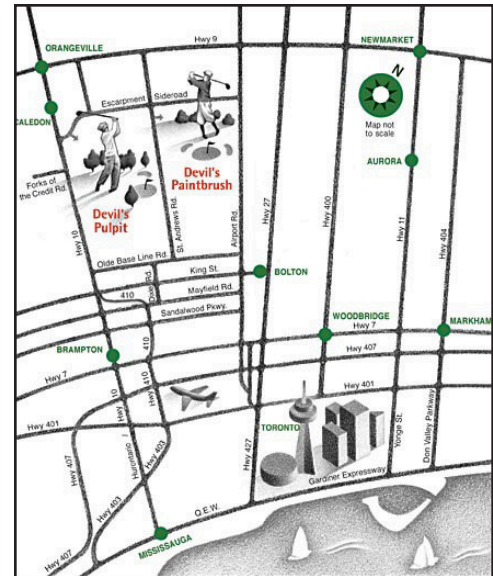 Hwy 9
NEWMARKET
ORANGEVILLE
N
CALEDON
Escarpment Sideroad
Map not
to scale
AURORA
Devil's
Paintbrush
Forks of
the Credit Rd.
Devil's
Pulpit
Hwy 10
St. Andrews Rd.
Airport Rd.
Hwy 27
Hwy 400
Hwy 11
Hwy 404
Olde Base Line Rd.
Dixie Rd.
King St.
BOLTON
410
Mayfield Rd.
Sandalwood Pkwy.
WOODBRIDGE
MARKHAM
Hwy 7
410
Hwy 407
BRAMPTON
Hwy 7
Hwy 10
410
Hwy 401
Hwy 401
TORONTO
Hurontario
Hwy 403
Hwy 427
Yonge St.
Don Valley Parkway
Hwy 407
Gardiner Expressway
Hwy 403
Q.E.W.
MISSISSAUGA
Hwy 407